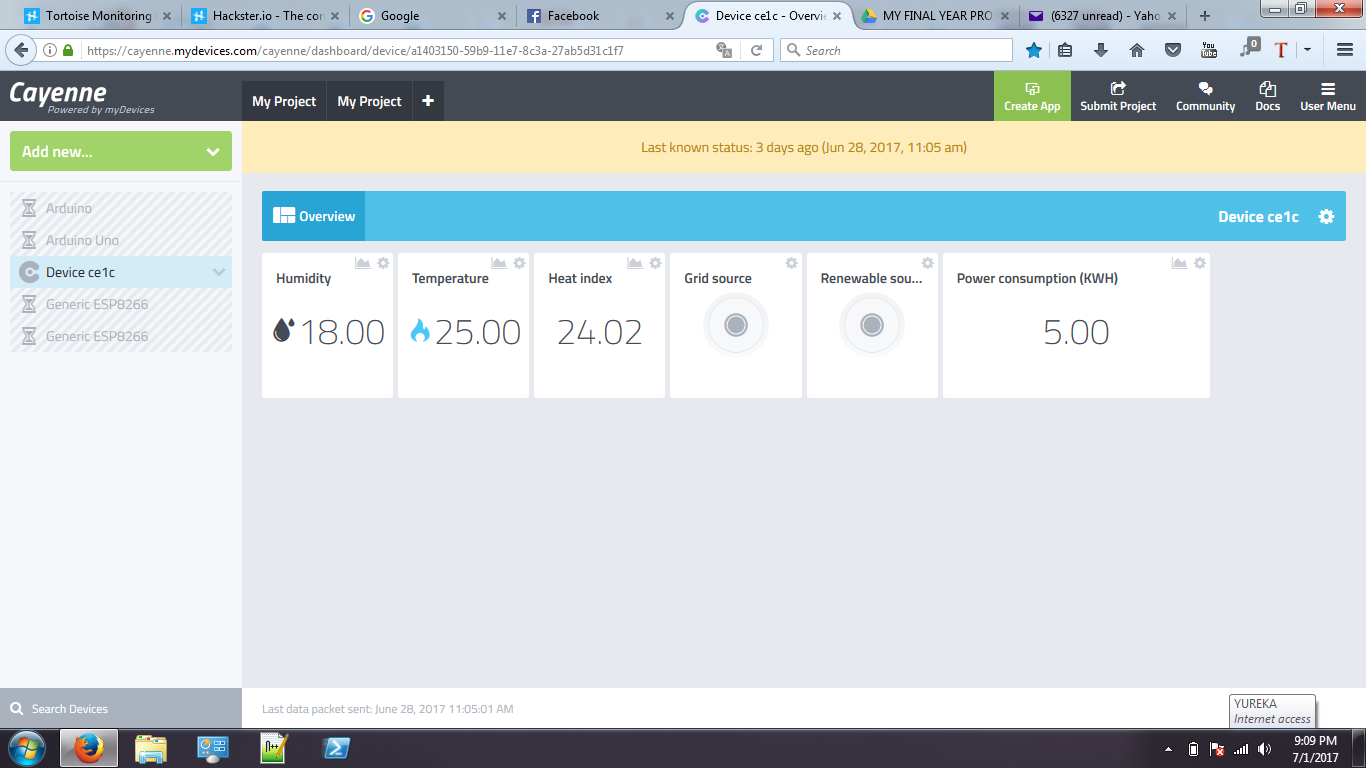 Tortoise Monitoring
Hackster.io - The con
Google
Facebook
Device ce1c - Overvie
MY FINAL YEAR PRO
(6327 unread) - Yaho
https://cayenne.mydevices.com/cayenne/dashboard/device/a1403150-59b9-11e7-8c3a-27ab5d31c1f7
Search
You Tube
0
T
Cayenne
Powered by myDevices
My Project
My Project
Create App
Submit Project
Community
Docs
User Menu
Add new...
Last known status: 3 days ago (Jun 28, 2017, 11:05 am)
Arduino
Arduino Uno
Device ce1c
Generic ESP8266
Generic ESP8266
Overview
Device ce1c
Humidity
18.00
Temperature
25.00
Heat index
24.02
Grid source
Renewable sou...
Power consumption (KWH)
5.00
Search Devices
Last data packet sent: June 28, 2017 11:05:01 AM
YUREKA
Internet access
9:09 PM
7/1/2017